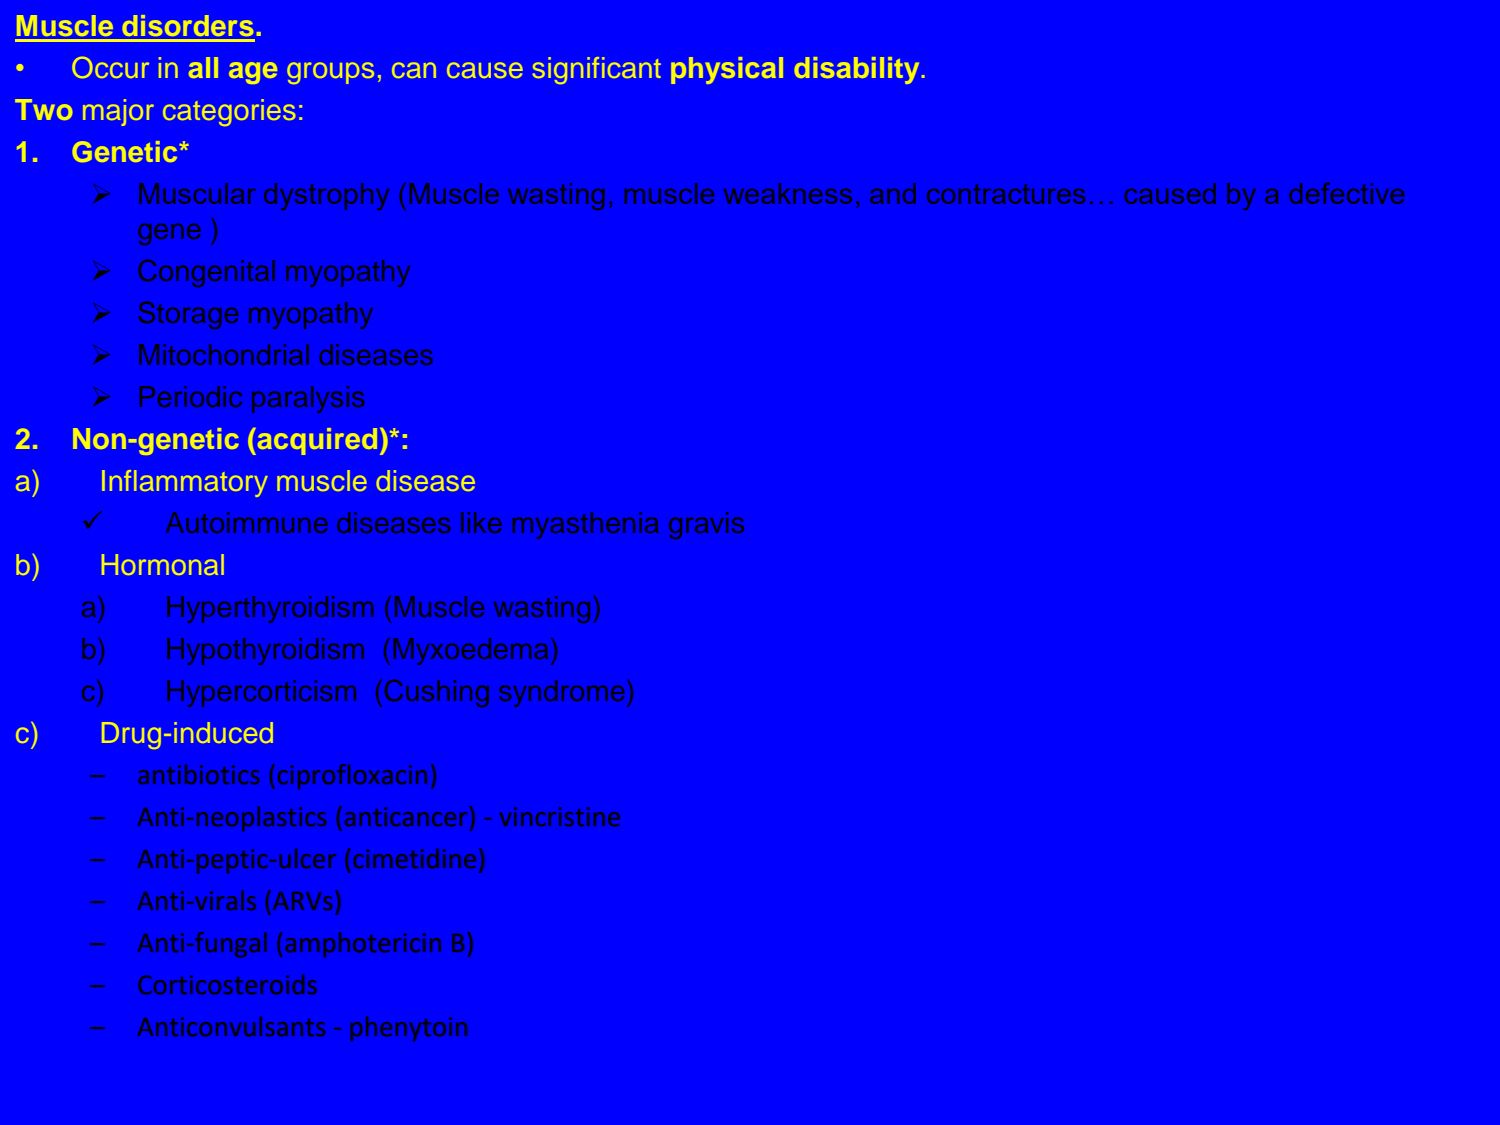 Muscle disorders.
• Occur in all age groups, can cause significant physical disability.
Two major categories:
1. Genetic*
➢ Muscular dystrophy (Muscle wasting, muscle weakness, and contractures… caused by a defective
gene )
➢ Congenital myopathy
➢ Storage myopathy
➢ Mitochondrial diseases
➢ Periodic paralysis
2. Non-genetic (acquired)*:
a) Inflammatory muscle disease
✓ Autoimmune diseases like myasthenia gravis
b) Hormonal
a) Hyperthyroidism (Muscle wasting)
b) Hypothyroidism (Myxoedema)
c) Hypercorticism (Cushing syndrome)
c) Drug-induced
– antibiotics (ciprofloxacin)
– Anti-neoplastics (anticancer) - vincristine
– Anti-peptic-ulcer (cimetidine)
– Anti-virals (ARVs)
– Anti-fungal (amphotericin B)
– Corticosteroids
– Anticonvulsants - phenytoin